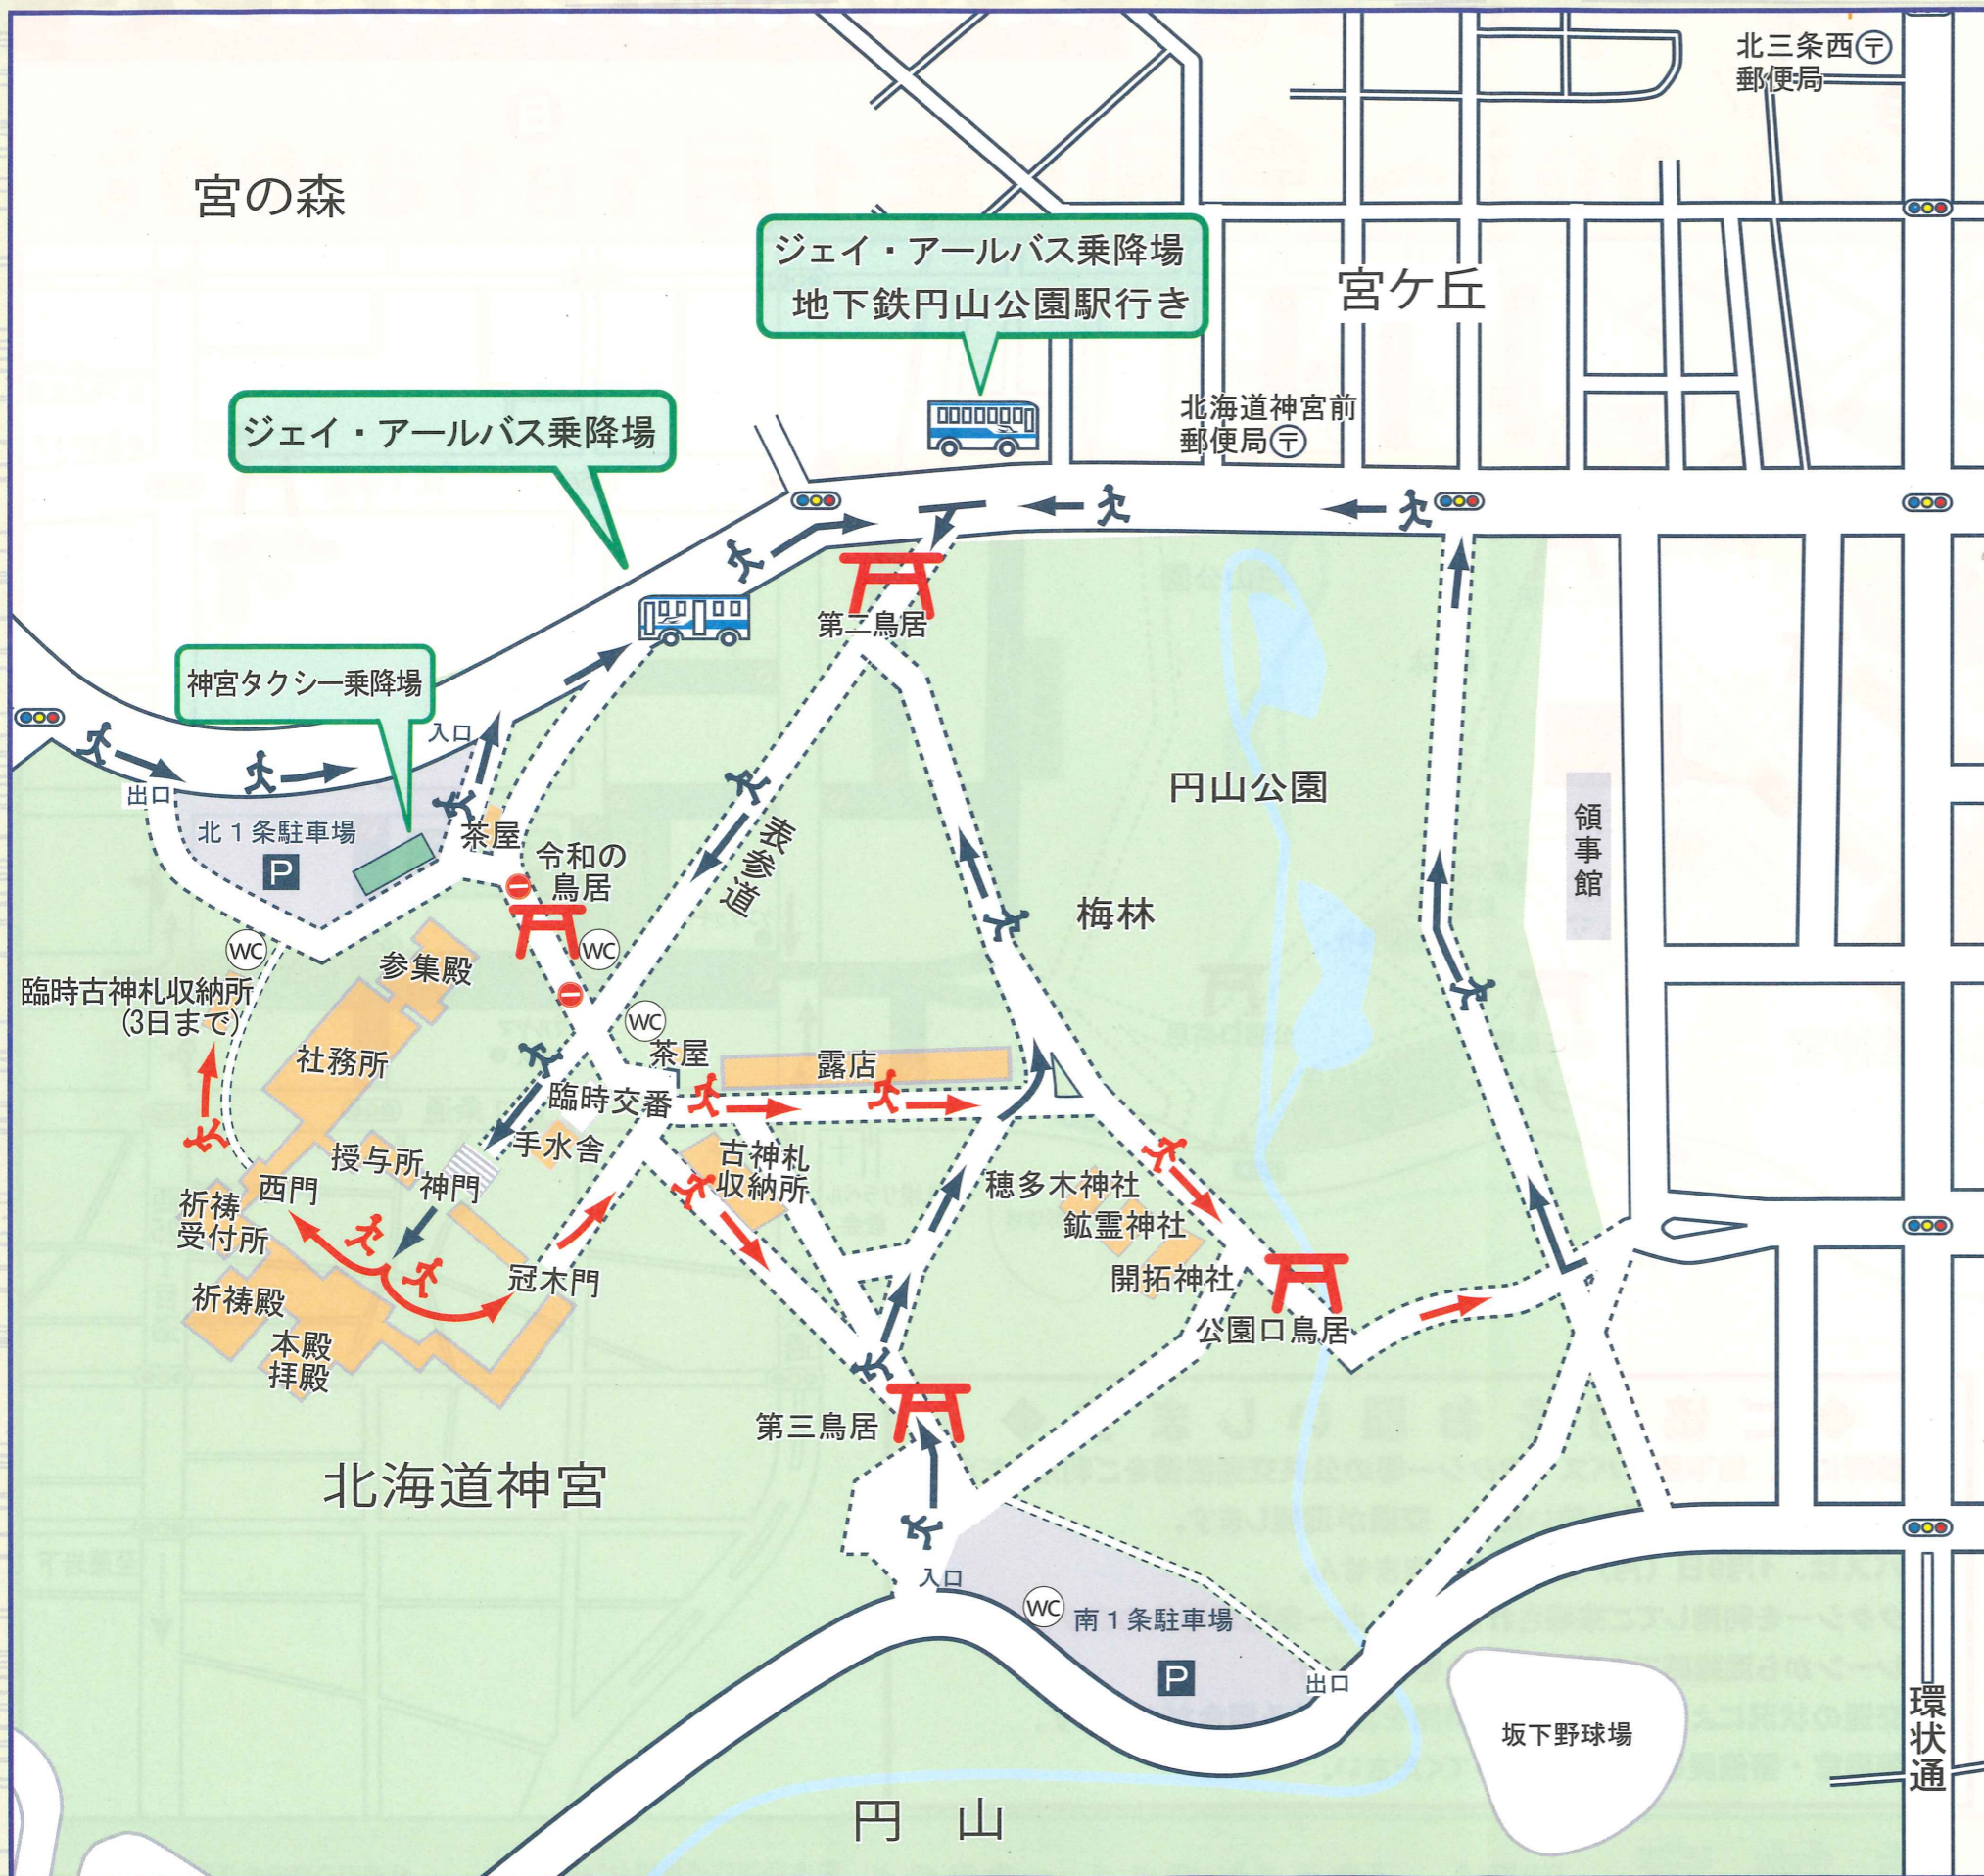 北三条西〒
郵便局
宮の森
ジェイ・アールバス乗降場
地下鉄円山公園駅行き
宮ケ丘
ジェイ・アールバス乗降場
北海道神宮前
郵便局〒
第二鳥居
神宮タクシー乗降場
入口
出口
北1条駐車場
P
茶屋
令和の
鳥居
表参道
円山公園
領事館
梅林
WC
WC
参集殿
臨時古神札収納所
(3日まで)
WC
社務所
茶屋
露店
臨時交番
手水舎
授与所
神門
西門
古神札
収納所
穂多木神社
鉱霊神社
開拓神社
祈祷
受付所
冠木門
祈祷殿
本殿
拝殿
公園口鳥居
第三鳥居
北海道神宮
入口
WC
南1条駐車場
P
出口
坂下野球場
環状通
円 山